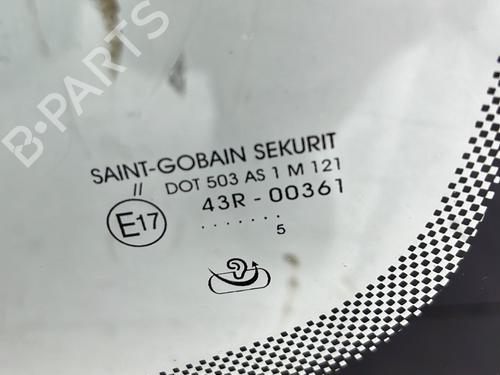 B-PARTS
SAINT-GOBAIN SEKURIT
II DOT 503 AS 1 M 121
E17 43R - 00361
.......
5